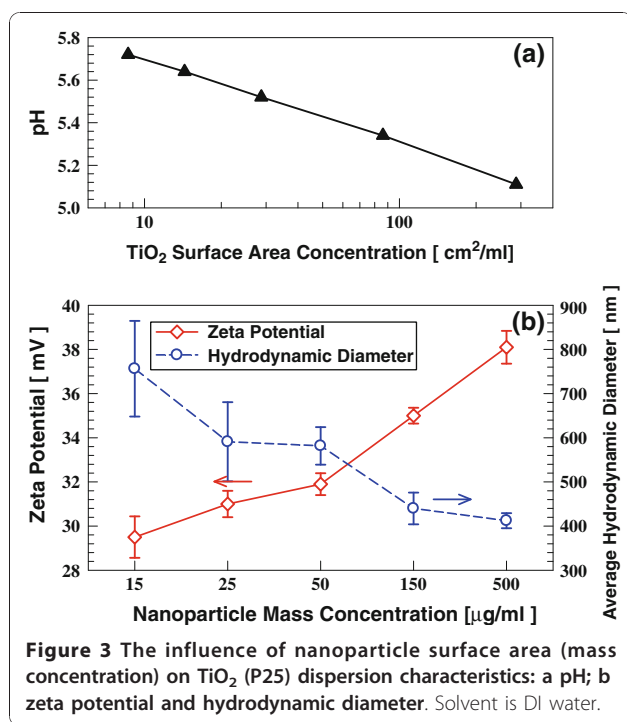 (a)
5.8
5.6
5.4
5.2
5.0
pH
10
100
TiO₂ Surface Area Concentration [ cm²/ml]
(b)
Zeta Potential
Hydrodynamic Diameter
40
38
36
34
32
30
28
Zeta Potential [ mV ]
900
800
700
600
500
400
300
Average Hydrodynamic Diameter [ nm ]
15
25
50
150
500
Nanoparticle Mass Concentration [µg/ml ]
Figure 3 The influence of nanoparticle surface area (mass
concentration) on TiO₂ (P25) dispersion characteristics: a pH; b
zeta potential and hydrodynamic diameter. Solvent is DI water.